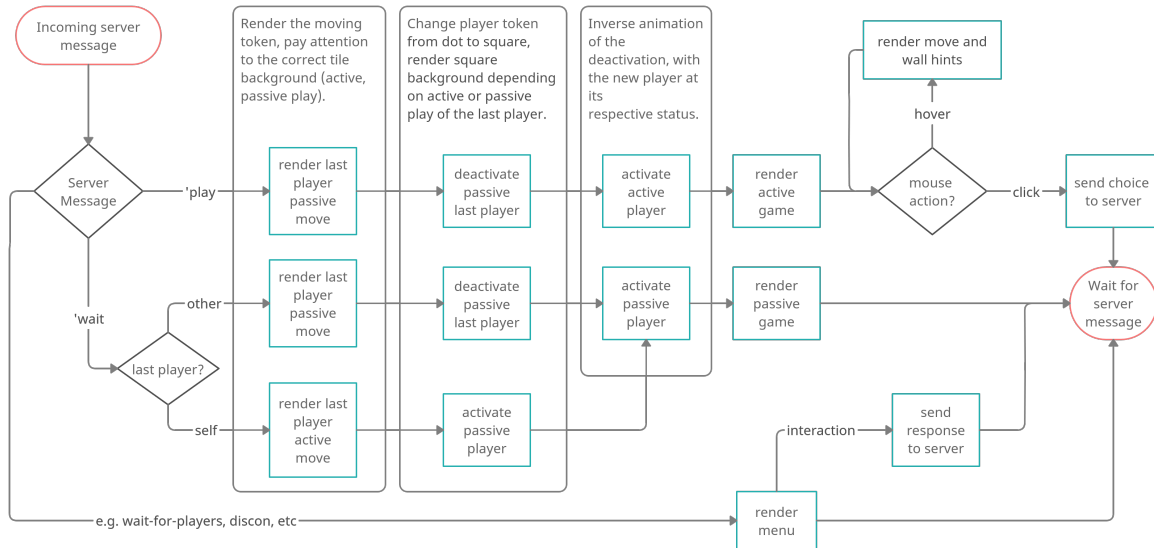 Incoming server
message
Render the moving
token, pay attention
to the correct tile
background (active,
passive play).
Change player token
from dot to square,
render square
background depending
on active or passive
play of the last player.
Inverse animation
of the
deactivation, with
the new player at
its
respective status.
render move and
wall hints
hover
Server
Message
'play
render last
player
passive
move
deactivate
passive
last player
activate
active
player
render
active
game
mouse
action?
click
send choice
to server
'wait
last player?
other
render last
player
passive
move
deactivate
passive
last player
activate
passive
player
render
passive
game
Wait for
server
message
self
render last
player
active
move
activate
passive
player
interaction
send
response
to server
e.g. wait-for-players, discon, etc
render
menu